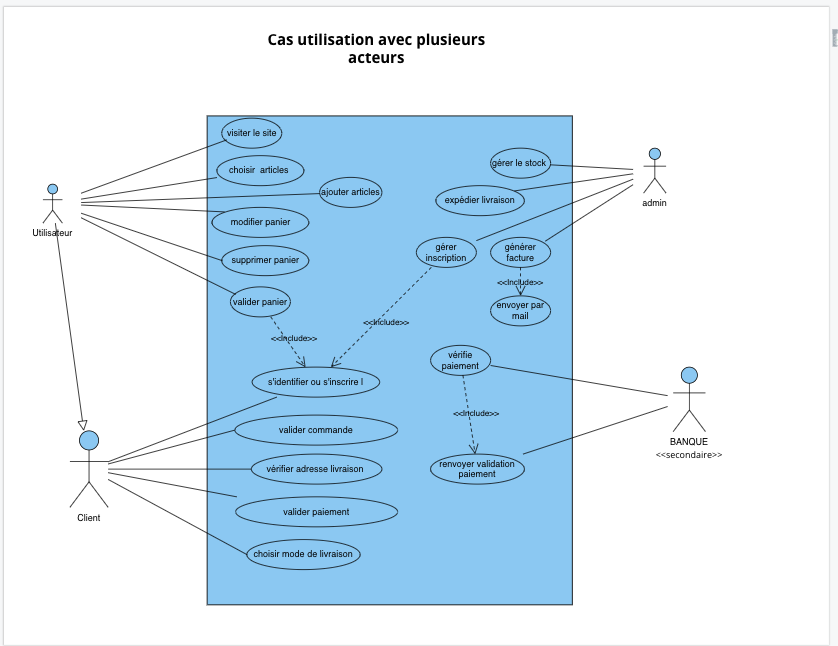 Cas utilisation avec plusieurs
acteurs
visiter le site
gérer le stock
choisir  articles
ajouter articles
expédier livraison
admin
modifier panier
Utilisateur
gérer
inscription
générer
facture
supprimer panier
<<Include>>
valider panier
envoyer par
mail
<<Include>>
<<Include>>
vérifie
paiement
s'identifier ou s'inscrire l
<<Include>>
valider commande
BANQUE
<<secondaire>>
vérifier adresse livraison
renvoyer validation
paiement
valider paiement
Client
choisir mode de livraison